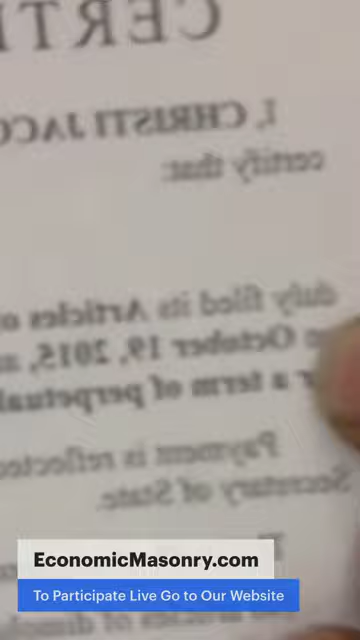 CERTI
I, CHRISTI JACO
certify that:
duly filed its Articles o
October 19, 2015, a
r a term of perpetual
Payment is reflected
Secretary of State.
EconomicMasonry.com
To Participate Live Go to Our Website